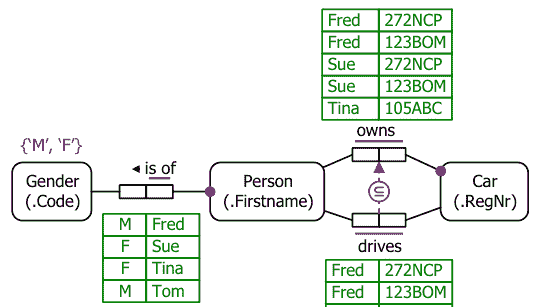 Fred 272NCP
Fred 123BOM
Sue 272NCP
Sue 123BOM
Tina 105ABC
owns
{‘M’, ‘F’}
◄ is of
Gender
(.Code)
Person
(.Firstname)
Car
(.RegNr)
drives
M Fred
F Sue
F Tina
M Tom
Fred 272NCP
Fred 123BOM